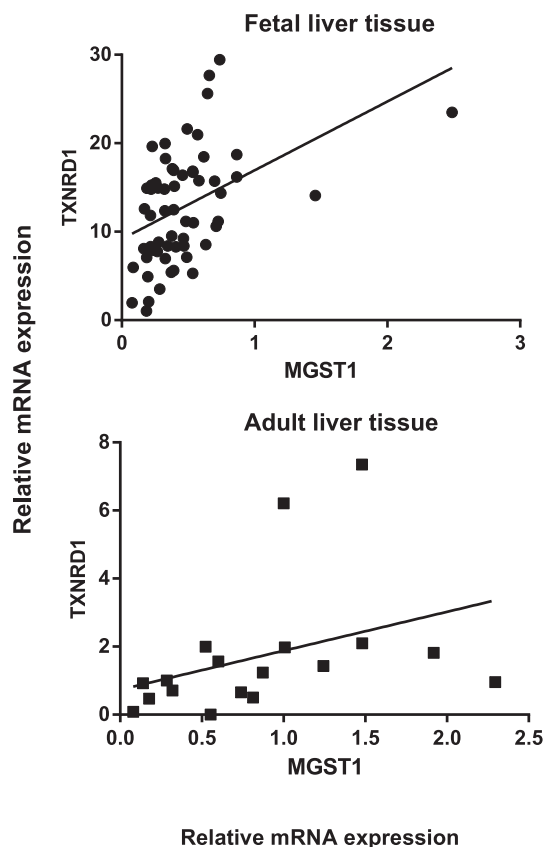 Fetal liver tissue
30
20
10
0
TXNRD1
0 1 2 3
MGST1
Relative mRNA expression
Adult liver tissue
8
6
4
2
0
TXNRD1
0.0 0.5 1.0 1.5 2.0 2.5
MGST1
Relative mRNA expression